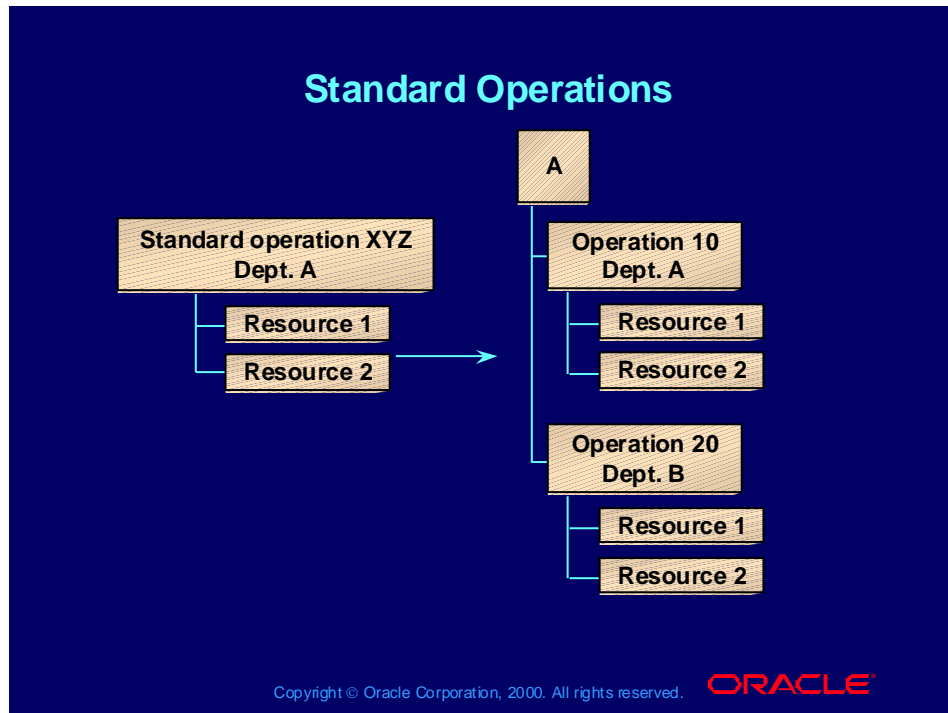 Standard Operations
Standard operation XYZ
Dept. A
Resource 1
Resource 2
A
Operation 10
Dept. A
Resource 1
Resource 2
Operation 20
Dept. B
Resource 1
Resource 2
Copyright © Oracle Corporation, 2000. All rights reserved.
ORACLE®